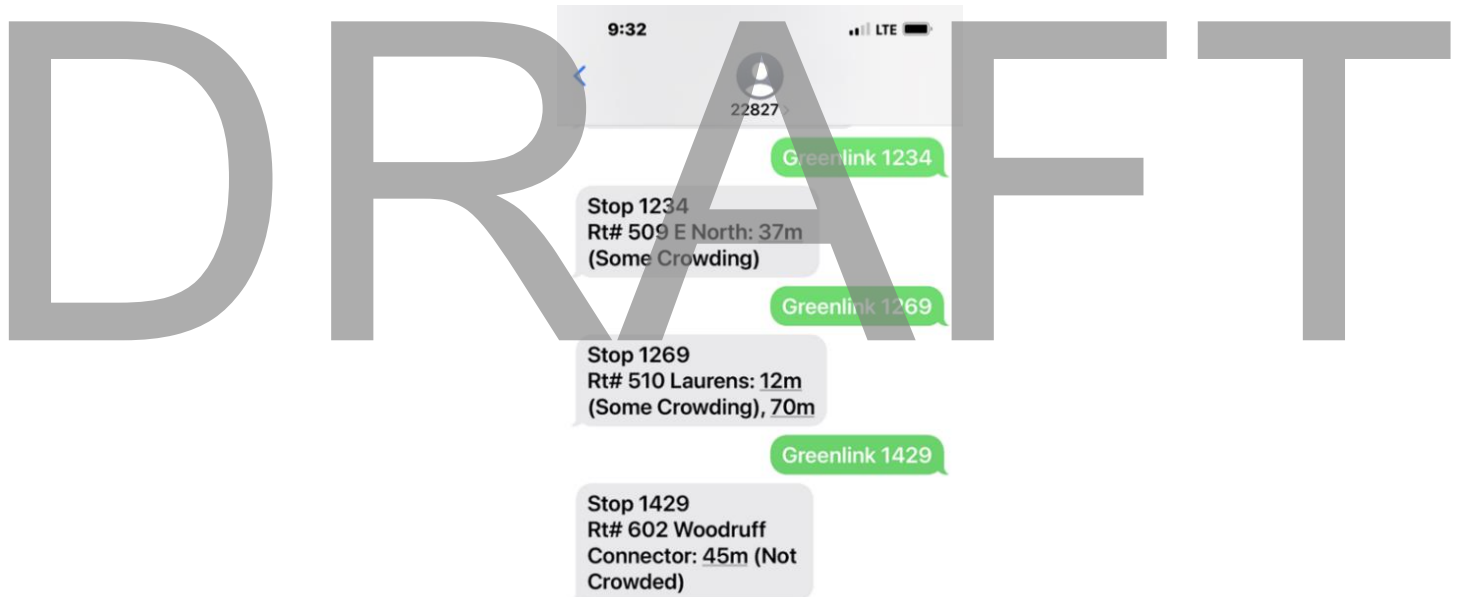 DRAFT
9:32
LTE
22827
Greenlink 1234
Stop 1234
Rt# 509 E North: 37m
(Some Crowding)
Greenlink 1269
Stop 1269
Rt# 510 Laurens: 12m
(Some Crowding), 70m
Greenlink 1429
Stop 1429
Rt# 602 Woodruff
Connector: 45m (Not
Crowded)